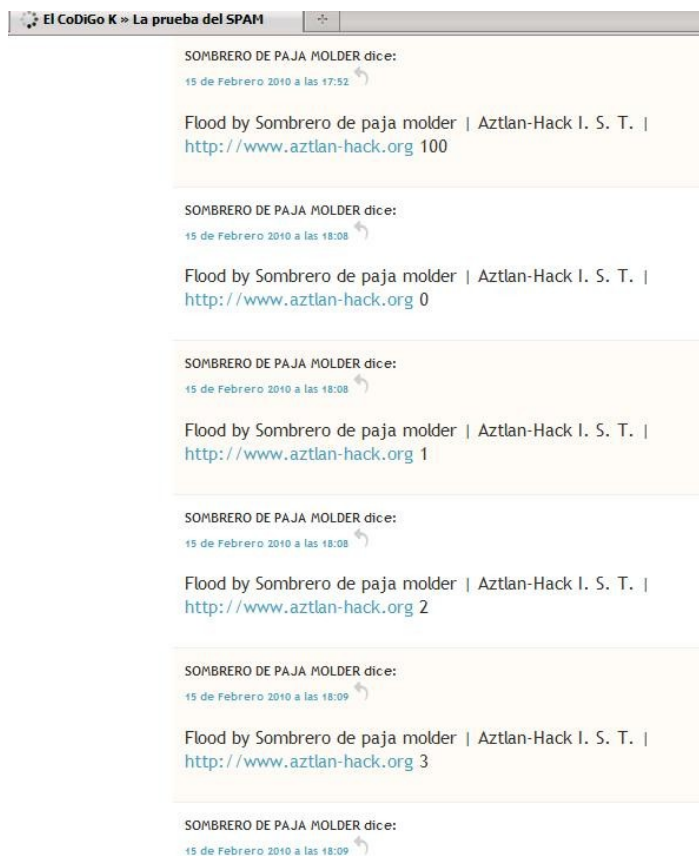 El CoDiGo K » La prueba del SPAM
SOMBRERO DE PAJA MOLDER dice:
15 de Febrero 2010 a las 17:52
Flood by Sombrero de paja molder | Aztlan-Hack I. S. T. |
http://www.aztlan-hack.org 100
SOMBRERO DE PAJA MOLDER dice:
15 de Febrero 2010 a las 18:08
Flood by Sombrero de paja molder | Aztlan-Hack I. S. T. |
http://www.aztlan-hack.org 0
SOMBRERO DE PAJA MOLDER dice:
15 de Febrero 2010 a las 18:08
Flood by Sombrero de paja molder | Aztlan-Hack I. S. T. |
http://www.aztlan-hack.org 1
SOMBRERO DE PAJA MOLDER dice:
15 de Febrero 2010 a las 18:08
Flood by Sombrero de paja molder | Aztlan-Hack I. S. T. |
http://www.aztlan-hack.org 2
SOMBRERO DE PAJA MOLDER dice:
15 de Febrero 2010 a las 18:09
Flood by Sombrero de paja molder | Aztlan-Hack I. S. T. |
http://www.aztlan-hack.org 3
SOMBRERO DE PAJA MOLDER dice:
15 de Febrero 2010 a las 18:09